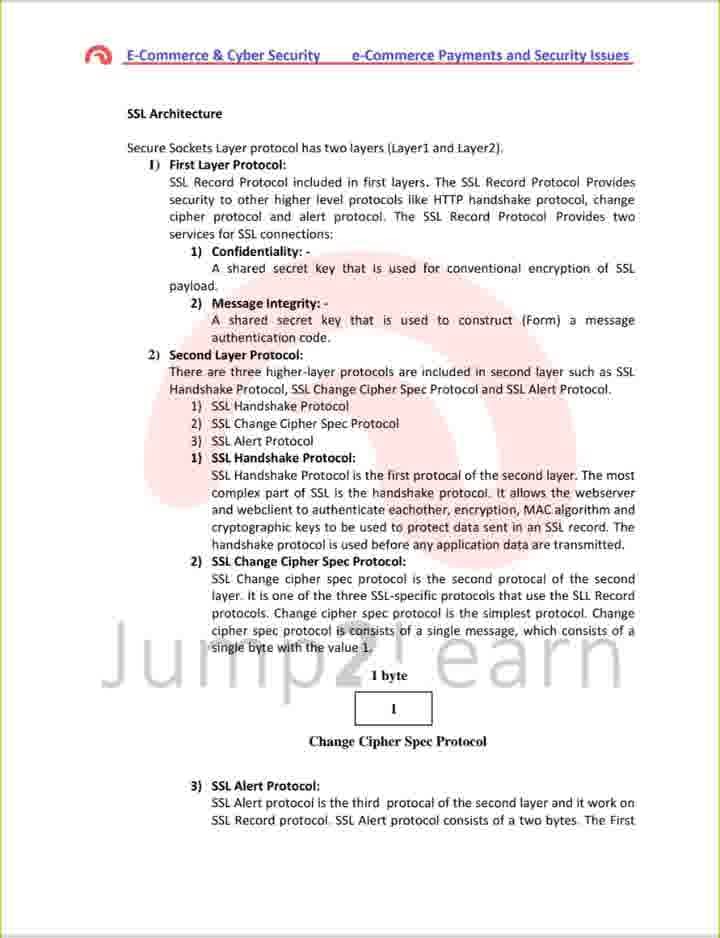 E-Commerce & Cyber Security e-Commerce Payments and Security Issues
SSL Architecture
Secure Sockets Layer protocol has two layers (Layer1 and Layer2).
1) First Layer Protocol:
SSL Record Protocol included in first layers. The SSL Record Protocol Provides
security to other higher level protocols like HTTP handshake protocol, change
cipher protocol and alert protocol. The SSL Record Protocol Provides two
services for SSL connections:
1) Confidentiality: -
A shared secret key that is used for conventional encryption of SSL
payload.
2) Message Integrity: -
A shared secret key that is used to construct (Form) a message
authentication code.
2) Second Layer Protocol:
There are three higher-layer protocols are included in second layer such as SSL
Handshake Protocol, SSL Change Cipher Spec Protocol and SSL Alert Protocol.
1) SSL Handshake Protocol
2) SSL Change Cipher Spec Protocol
3) SSL Alert Protocol
1) SSL Handshake Protocol:
SSL Handshake Protocol is the first protocal of the second layer. The most
complex part of SSL is the handshake protocol. It allows the webserver
and webclient to authenticate eachother, encryption, MAC algorithm and
cryptographic keys to be used to protect data sent in an SSL record. The
handshake protocol is used before any application data are transmitted.
2) SSL Change Cipher Spec Protocol:
SSL Change cipher spec protocol is the second protocal of the second
layer. It is one of the three SSL-specific protocols that use the SLL Record
protocols. Change cipher spec protocol is the simplest protocol. Change
cipher spec protocol is consists of a single message, which consists of a
single byte with the value 1.
Jump2Learn
1 byte
1
Change Cipher Spec Protocol
3) SSL Alert Protocol:
SSL Alert protocol is the third protocal of the second layer and it work on
SSL Record protocol. SSL Alert protocol consists of a two bytes. The First